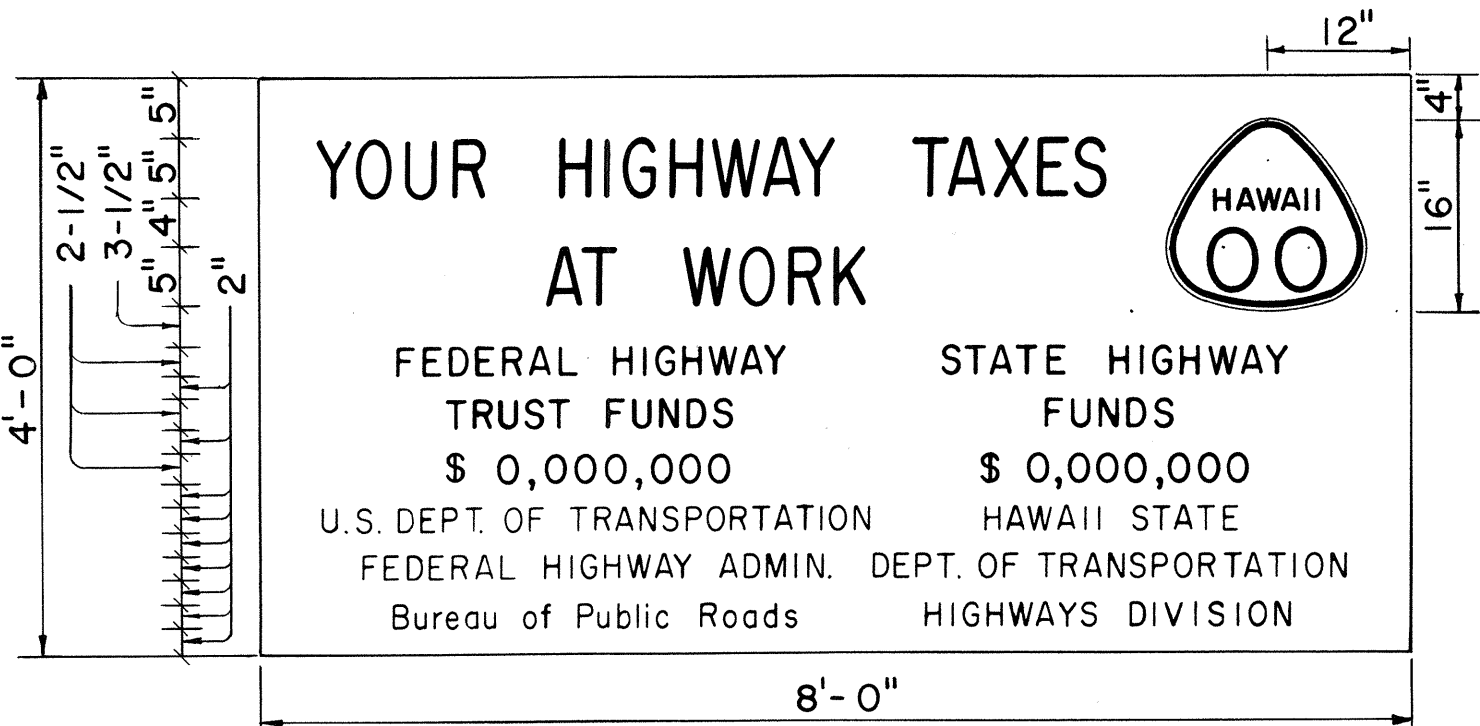 12"
4'-0"
2-1/2"
3-1/2"
5"
5"
4"
5"
2"
4"
16"
YOUR HIGHWAY TAXES
AT WORK
HAWAII
00
FEDERAL HIGHWAY
TRUST FUNDS
$ 0,000,000
U.S. DEPT. OF TRANSPORTATION
FEDERAL HIGHWAY ADMIN.
Bureau of Public Roads
STATE HIGHWAY
FUNDS
$ 0,000,000
HAWAII STATE
DEPT. OF TRANSPORTATION
HIGHWAYS DIVISION
8'-0"